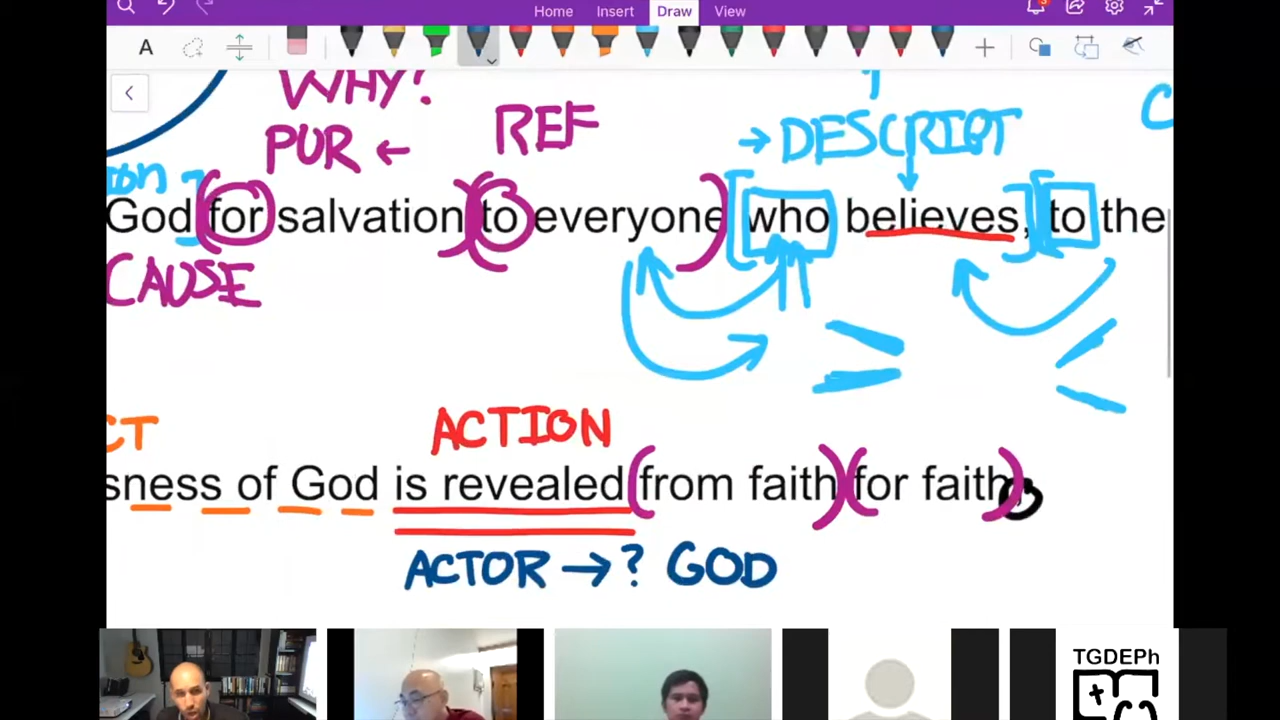 Home Insert Draw View
A
WHY?
PUR ← REF → DESCRIPT
God for salvation to everyone who believes, to the
CAUSE
ACTION
is revealed from faith for faith,
of God
ACTOR → ? GOD
TGDEPh